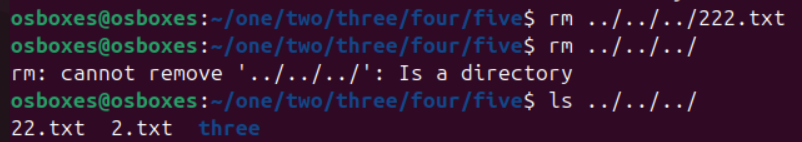 osboxes@osboxes:~/one/two/three/four/five$ rm ../../../222.txt
osboxes@osboxes:~/one/two/three/four/five$ rm ../../../
rm: cannot remove '../../../': Is a directory
osboxes@osboxes:~/one/two/three/four/five$ ls ../../../
22.txt  2.txt  three